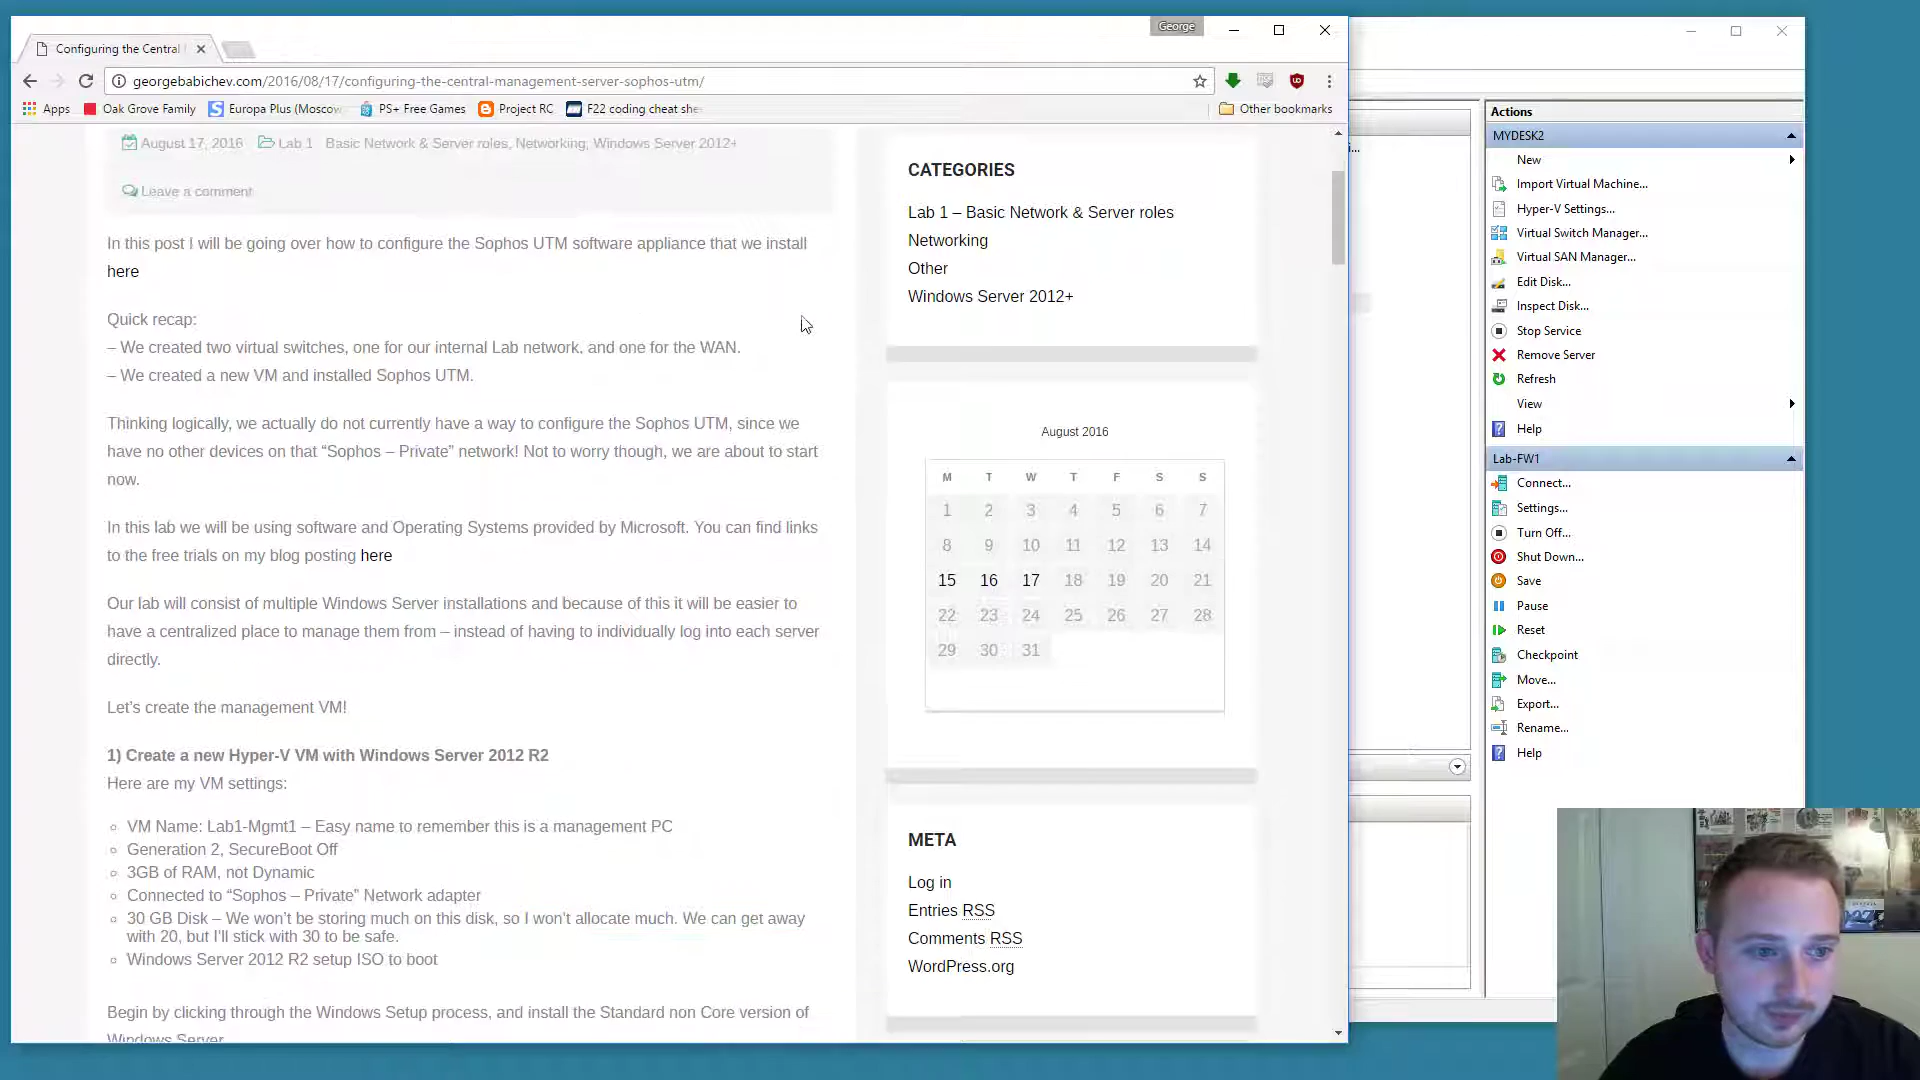 George
Configuring the Central
georgebabichev.com/2016/08/17/configuring-the-central-management-server-sophos-utm/
Apps
Oak Grove Family
Europa Plus (Moscow
PS+ Free Games
Project RC
F22 coding cheat she
Other bookmarks
August 17, 2016
Lab 1
Basic Network & Server roles, Networking, Windows Server 2012+
Leave a comment
In this post I will be going over how to configure the Sophos UTM software appliance that we install
here
Quick recap:
– We created two virtual switches, one for our internal Lab network, and one for the WAN.
– We created a new VM and installed Sophos UTM.
Thinking logically, we actually do not currently have a way to configure the Sophos UTM, since we
have no other devices on that “Sophos – Private” network! Not to worry though, we are about to start
now.
In this lab we will be using software and Operating Systems provided by Microsoft. You can find links
to the free trials on my blog posting here
Our lab will consist of multiple Windows Server installations and because of this it will be easier to
have a centralized place to manage them from – instead of having to individually log into each server
directly.
Let’s create the management VM!
1) Create a new Hyper-V VM with Windows Server 2012 R2
Here are my VM settings:
VM Name: Lab1-Mgmt1 – Easy name to remember this is a management PC
Generation 2, SecureBoot Off
3GB of RAM, not Dynamic
Connected to “Sophos – Private” Network adapter
30 GB Disk – We won’t be storing much on this disk, so I won’t allocate much. We can get away
with 20, but I’ll stick with 30 to be safe.
Windows Server 2012 R2 setup ISO to boot
Begin by clicking through the Windows Setup process, and install the Standard non Core version of
Windows Server
CATEGORIES
Lab 1 – Basic Network & Server roles
Networking
Other
Windows Server 2012+
August 2016
M T W T F S S
1 2 3 4 5 6 7
8 9 10 11 12 13 14
15 16 17 18 19 20 21
22 23 24 25 26 27 28
29 30 31
META
Log in
Entries RSS
Comments RSS
WordPress.org
Actions
MYDESK2
New
Import Virtual Machine...
Hyper-V Settings...
Virtual Switch Manager...
Virtual SAN Manager...
Edit Disk...
Inspect Disk...
Stop Service
Remove Server
Refresh
View
Help
Lab-FW1
Connect...
Settings...
Turn Off...
Shut Down...
Save
Pause
Reset
Checkpoint
Move...
Export...
Rename...
Help